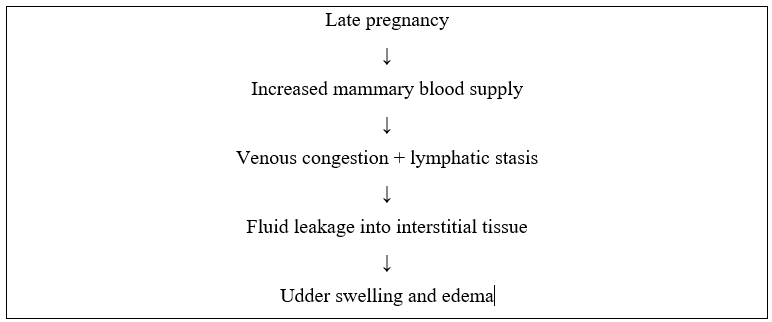 Late pregnancy
↓
Increased mammary blood supply
↓
Venous congestion + lymphatic stasis
↓
Fluid leakage into interstitial tissue
↓
Udder swelling and edema